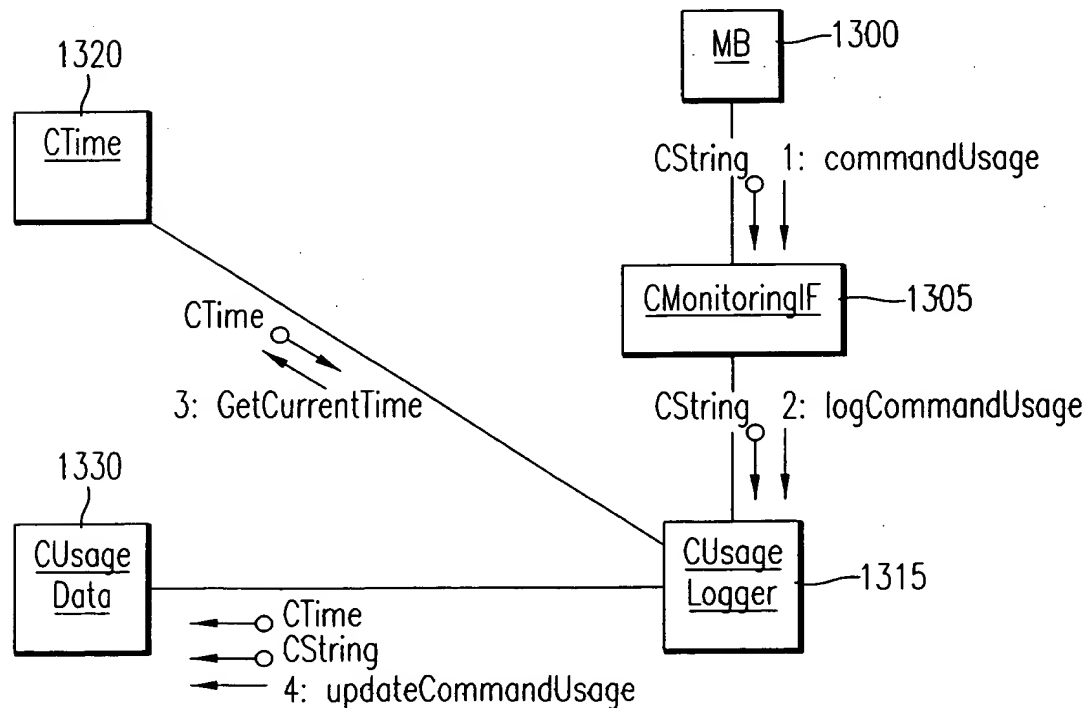 1320
CTime
MB
1300
CString 1: commandUsage
CMonitoringIF
1305
CTime
3: GetCurrentTime
CString 2: logCommandUsage
1330
CUsage
Data
CUsage
Logger
1315
CTime
CString
4: updateCommandUsage